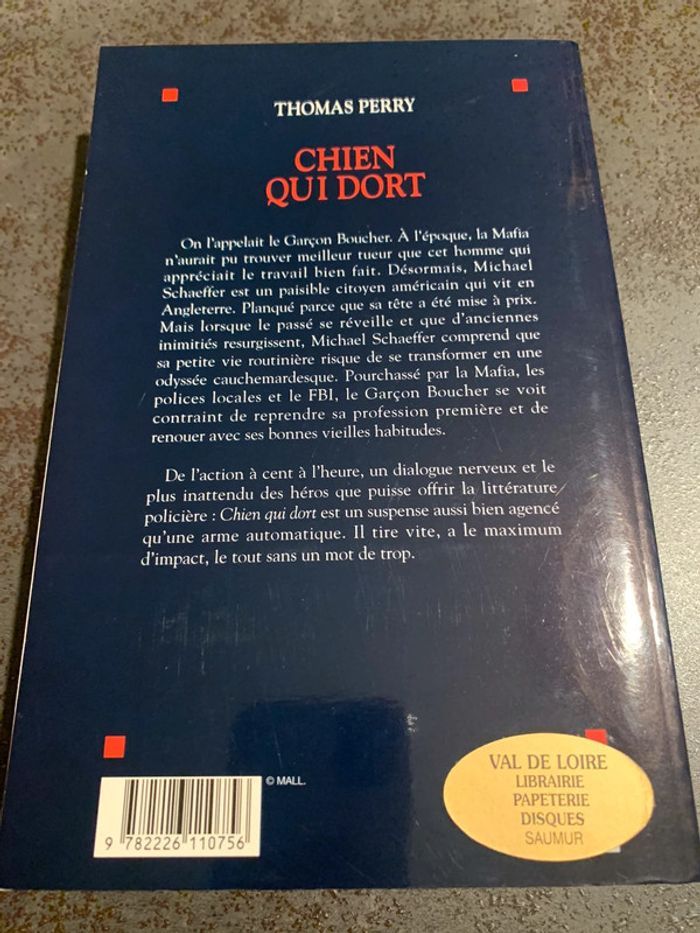 THOMAS PERRY
CHIEN
QUI DORT
On l'appelait le Garçon Boucher. À l'époque, la Mafia
n'aurait pu trouver meilleur tueur que cet homme qui
appréciait le travail bien fait. Désormais, Michael
Schaeffer est un paisible citoyen américain qui vit en
Angleterre. Planqué parce que sa tête a été mise à prix.
Mais lorsque le passé se réveille et que d'anciennes
inimitiés resurgissent, Michael Schaeffer comprend que
sa petite vie routinière risque de se transformer en une
odyssée cauchemardesque. Pourchassé par la Mafia, les
polices locales et le FBI, le Garçon Boucher se voit
contraint de reprendre sa profession première et de
renouer avec ses bonnes vieilles habitudes.
De l'action à cent à l'heure, un dialogue nerveux et le
plus inattendu des héros que puisse offrir la littérature
policière : Chien qui dort est un suspense aussi bien agencé
qu'une arme automatique. Il tire vite, a le maximum
d'impact, le tout sans un mot de trop.
© MALL.
9 782226 110756
VAL DE LOIRE
LIBRAIRIE
PAPETERIE
DISQUES
SAUMUR